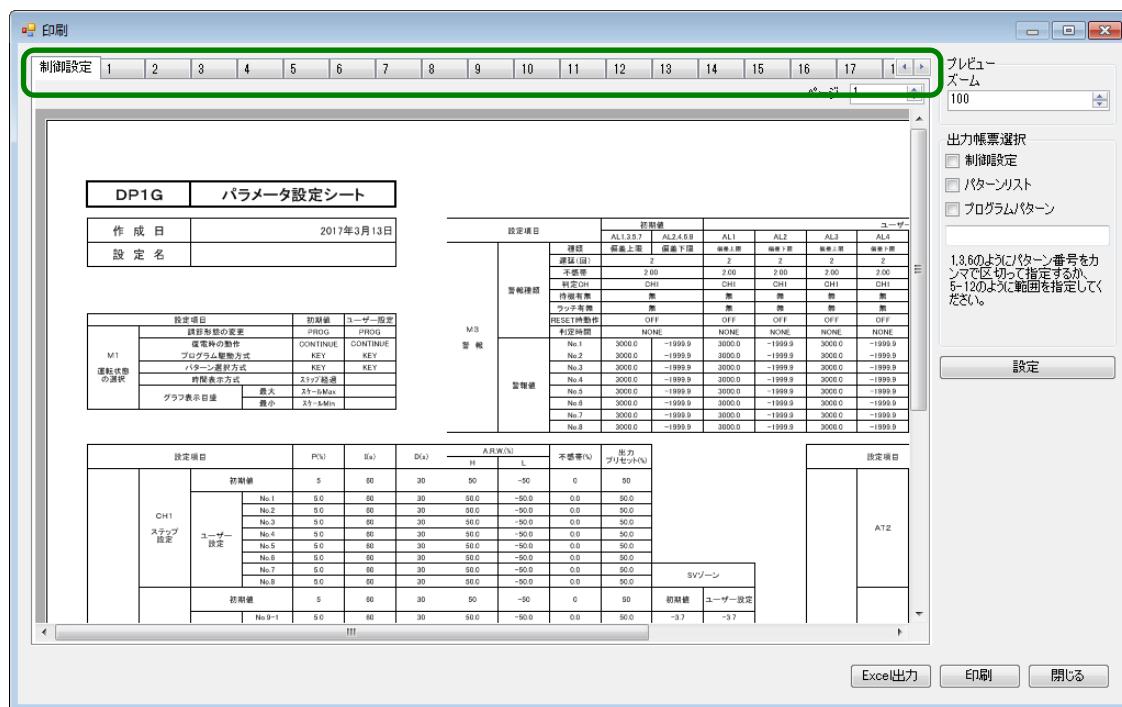 印刷
制御設定 1 2 3 4 5 6 7 8 9 10 11 12 13 14 15 16 17 1
ページ 1
プレビュー
ズーム
100
出力帳票選択
制御設定
パターンリスト
プログラムパターン
1,3,6のようにパターン番号をカ
ンマで区切って指定するか、
5-12のように範囲を指定してく
ださい。
設定
DP1G パラメータ設定シート
作 成 日 2017年3月13日
設 定 名
設定項目 初期値 ユーザー設定
M1
運転状態
の選択
調節形態の変更 PROG PROG
復電時の動作 CONTINUE CONTINUE
プログラム駆動方式 KEY KEY
パターン選択方式 KEY KEY
時間表示方式 ステップ経過
グラフ表示目盛 最大 スケールMax
最小 スケールMin
設定項目 初期値 ユーザー
AL1,3,5,7 AL2,4,6,8 AL1 AL2 AL3 AL4
M3
警 報
警報種類
種類 偏差上限 偏差下限 偏差上限 偏差下限 偏差上限 偏差下限
遅延(回) 2 2 2 2 2
不感帯 2.00 2.00 2.00 2.00 2.00
判定CH CH1 CH1 CH1 CH1 CH1
待機有無 無 無 無 無 無
ラッチ有無 無 無 無 無 無
RESET時動作 OFF OFF OFF OFF OFF
判定時間 NONE NONE NONE NONE NONE
警報値
No.1 3000.0 -1999.9 3000.0 -1999.9 3000.0 -1999.9
No.2 3000.0 -1999.9 3000.0 -1999.9 3000.0 -1999.9
No.3 3000.0 -1999.9 3000.0 -1999.9 3000.0 -1999.9
No.4 3000.0 -1999.9 3000.0 -1999.9 3000.0 -1999.9
No.5 3000.0 -1999.9 3000.0 -1999.9 3000.0 -1999.9
No.6 3000.0 -1999.9 3000.0 -1999.9 3000.0 -1999.9
No.7 3000.0 -1999.9 3000.0 -1999.9 3000.0 -1999.9
No.8 3000.0 -1999.9 3000.0 -1999.9 3000.0 -1999.9
設定項目 P(%) I(s) D(s) A.R.W.(%) 不感帯(%) 出力
プリセット(%)
H L
CH1
ステップ
設定
初期値 5 60 30 50 -50 0 50
ユーザー
設定
No.1 5.0 60 30 50.0 -50.0 0.0 50.0
No.2 5.0 60 30 50.0 -50.0 0.0 50.0
No.3 5.0 60 30 50.0 -50.0 0.0 50.0
No.4 5.0 60 30 50.0 -50.0 0.0 50.0
No.5 5.0 60 30 50.0 -50.0 0.0 50.0
No.6 5.0 60 30 50.0 -50.0 0.0 50.0
No.7 5.0 60 30 50.0 -50.0 0.0 50.0
No.8 5.0 60 30 50.0 -50.0 0.0 50.0
SVゾーン
初期値 5 60 30 50 -50 0 50 初期値 ユーザー設定
No.9-1 5.0 60 30 50.0 -50.0 0.0 50.0 -3.7 -3.7
設定項目
AT2
Excel出力 印刷 閉じる